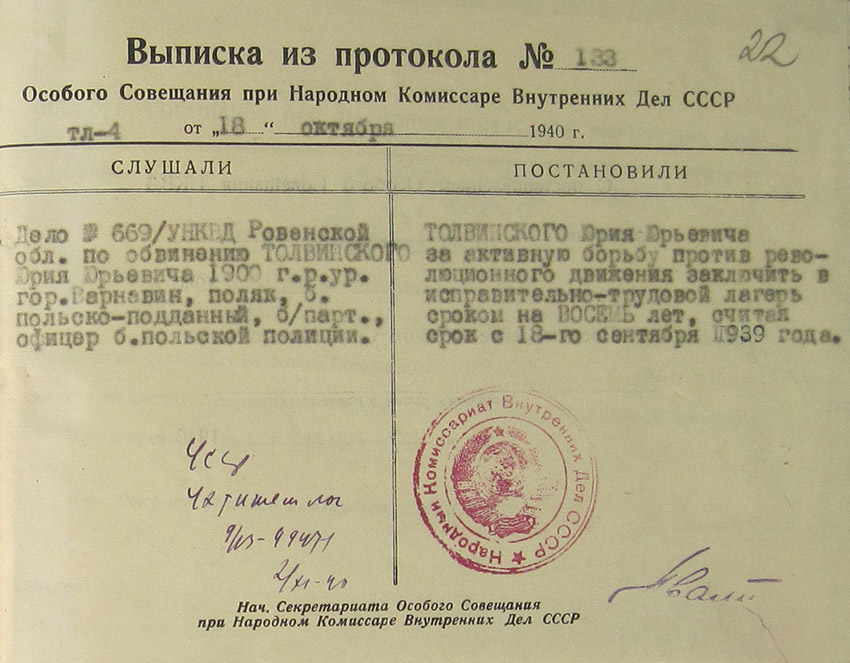 22
Выписка из протокола № 133
Особого Совещания при Народном Комиссаре Внутренних Дел СССР
тл-4 от „18“ октября 1940 г.
СЛУШАЛИ
Дело № 669/УНКВД Ровенской
обл. по обвинению ТОЛВИНСКОГО
Юрия Юрьевича 1900 г.р.ур.
гор.Варнавин, поляк, б.
польско-подданный, б/парт.,
офицер б.польской полиции.
ПОСТАНОВИЛИ
ТОЛВИНСКОГО Юрия Юрьевича
за активную борьбу против рево-
люционного движения заключить в
исправительно-трудовой лагерь
сроком на ВОСЕМЬ лет, считая
срок с 18-го сентября 1939 года.
Народный Комиссариат Внутренних Дел СССР
2/XI-40
Нач. Секретариата Особого Совещания
при Народном Комиссаре Внутренних Дел СССР